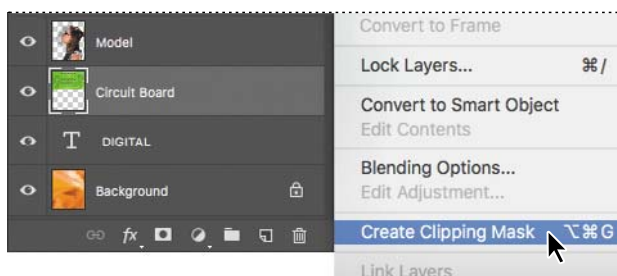 Model
Circuit Board
T DIGITAL
Background
fx
Convert to Frame
Lock Layers... ⌘/
Convert to Smart Object
Edit Contents
Blending Options...
Edit Adjustment...
Create Clipping Mask ⌥⌘G
Link Layers